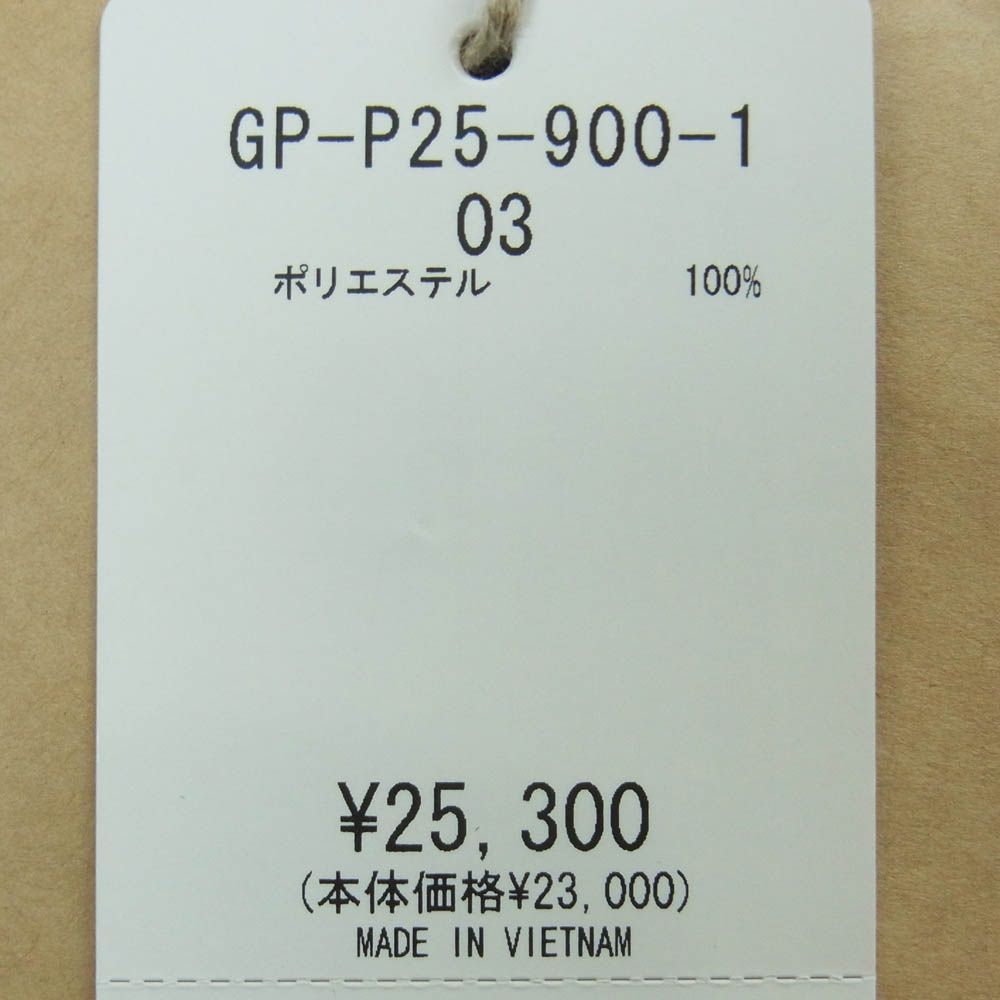 GP-P25-900-1
03
ポリエステル 100%
¥25,300
(本体価格¥23,000)
MADE IN VIETNAM